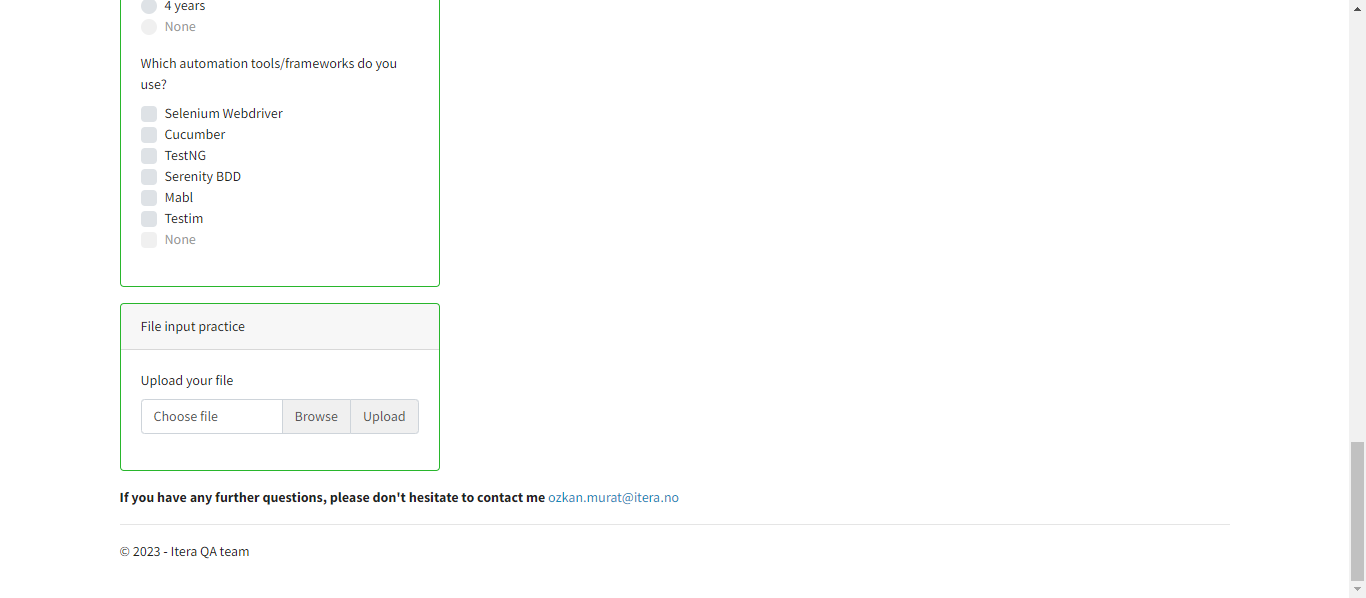 4 years
None
Which automation tools/frameworks do you
use?
Selenium Webdriver
Cucumber
TestNG
Serenity BDD
Mabl
Testim
None
File input practice
Upload your file
Choose file Browse Upload
If you have any further questions, please don't hesitate to contact me ozkan.murat@itera.no
© 2023 - Itera QA team